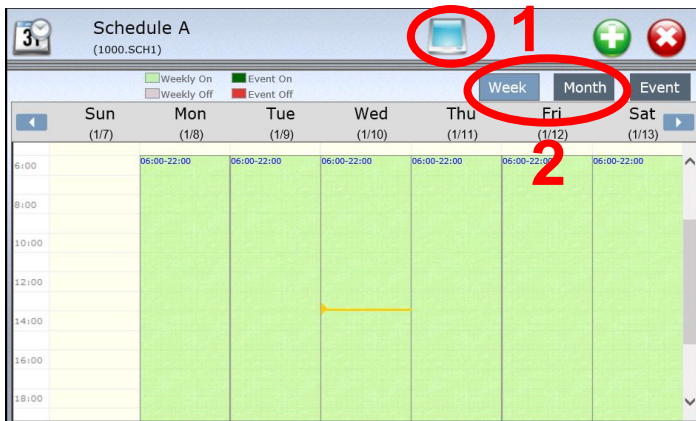 31
Schedule A
(1000.SCH1)
1
Weekly On Event On
Weekly Off Event Off
Week Month Event
Sun Mon Tue Wed Thu Fri Sat
(1/7) (1/8) (1/9) (1/10) (1/11) (1/12) (1/13)
2
06:00-22:00 06:00-22:00 06:00-22:00 06:00-22:00 06:00-22:00 06:00-22:00
6:00
8:00
10:00
12:00
14:00
16:00
18:00